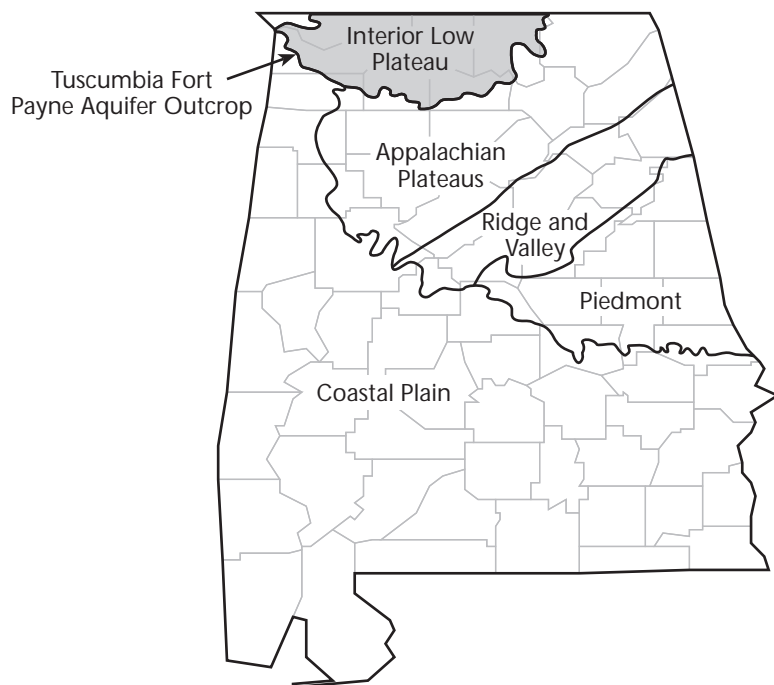 Interior Low
Plateau
Tuscumbia Fort
Payne Aquifer Outcrop
Appalachian
Plateaus
Ridge and
Valley
Piedmont
Coastal Plain